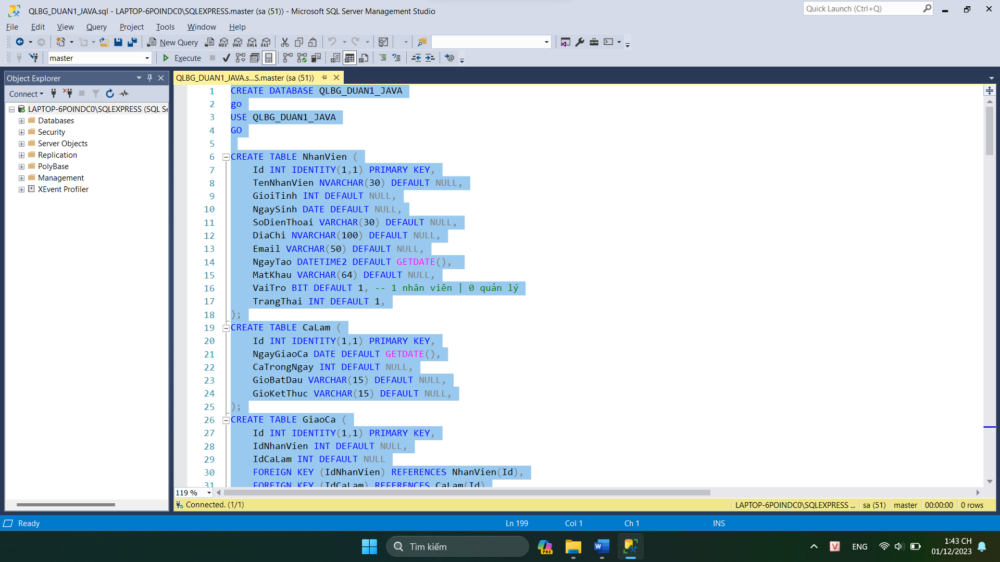 QLBG_DUAN1_JAVA.sql - LAPTOP-6POINDC0\SQLEXPRESS.master (sa (51)) - Microsoft SQL Server Management Studio
Quick Launch (Ctrl+Q)
File Edit View Query Project Tools Window Help
New Query MDX DMX XMLA DAX
master Execute
Object Explorer
QLBG_DUAN1_JAVA.s...S.master (sa (51))
Connect
LAPTOP-6POINDC0\SQLEXPRESS (SQL Se
Databases
Security
Server Objects
Replication
PolyBase
Management
XEvent Profiler
1 CREATE DATABASE QLBG_DUAN1_JAVA
2 go
3 USE QLBG_DUAN1_JAVA
4 GO
5
6 CREATE TABLE NhanVien (
7 Id INT IDENTITY(1,1) PRIMARY KEY,
8 TenNhanVien NVARCHAR(30) DEFAULT NULL,
9 GioiTinh INT DEFAULT NULL,
10 NgaySinh DATE DEFAULT NULL,
11 SoDienThoai VARCHAR(30) DEFAULT NULL,
12 DiaChi NVARCHAR(100) DEFAULT NULL,
13 Email VARCHAR(50) DEFAULT NULL,
14 NgayTao DATETIME2 DEFAULT GETDATE(),
15 MatKhau VARCHAR(64) DEFAULT NULL,
16 VaiTro BIT DEFAULT 1, -- 1 nhân viên | 0 quản lý
17 TrangThai INT DEFAULT 1,
18 );
19 CREATE TABLE CaLam (
20 Id INT IDENTITY(1,1) PRIMARY KEY,
21 NgayGiaoCa DATE DEFAULT GETDATE(),
22 CaTrongNgay INT DEFAULT NULL,
23 GioBatDau VARCHAR(15) DEFAULT NULL,
24 GioKetThuc VARCHAR(15) DEFAULT NULL,
25 );
26 CREATE TABLE GiaoCa (
27 Id INT IDENTITY(1,1) PRIMARY KEY,
28 IdNhanVien INT DEFAULT NULL,
29 IdCaLam INT DEFAULT NULL
30 FOREIGN KEY (IdNhanVien) REFERENCES NhanVien(Id),
31 FOREIGN KEY (IdCaLam) REFERENCES CaLam(Id)
119 %
Connected. (1/1) LAPTOP-6POINDC0\SQLEXPRESS ... sa (51) master 00:00:00 0 rows
Ready Ln 199 Col 1 Ch 1 INS
Tìm kiếm PRE W V ENG 1:43 CH
01/12/2023